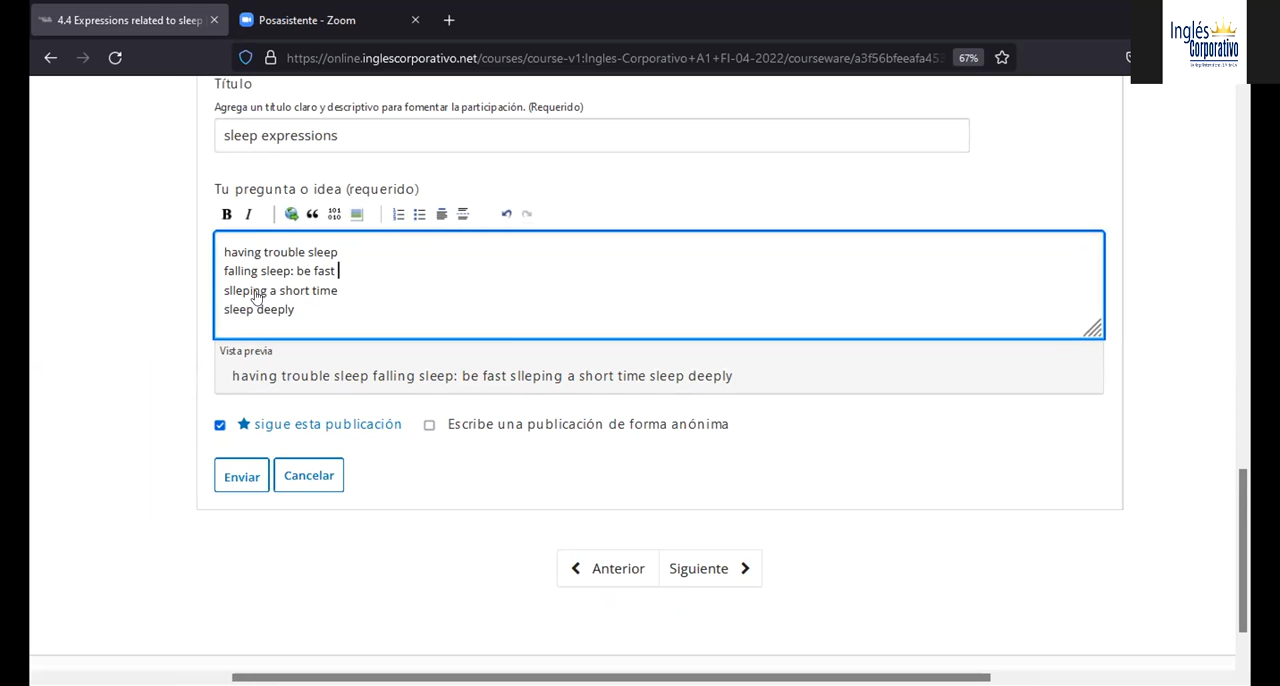 4.4 Expressions related to sleep
Posasistente - Zoom
https://online.inglescorporativo.net/courses/course-v1:Ingles-Corporativo+A1+FI-04-2022/courseware/a3f56bfeefa45
67%
Inglés
Corporativo
Título
Agrega un título claro y descriptivo para fomentar la participación. (Requerido)
sleep expressions
Tu pregunta o idea (requerido)
B I
101
010
having trouble sleep
falling sleep: be fast
slleping a short time
sleep deeply
Vista previa
having trouble sleep falling sleep: be fast slleping a short time sleep deeply
sigue esta publicación
Escribe una publicación de forma anónima
Enviar
Cancelar
Anterior
Siguiente